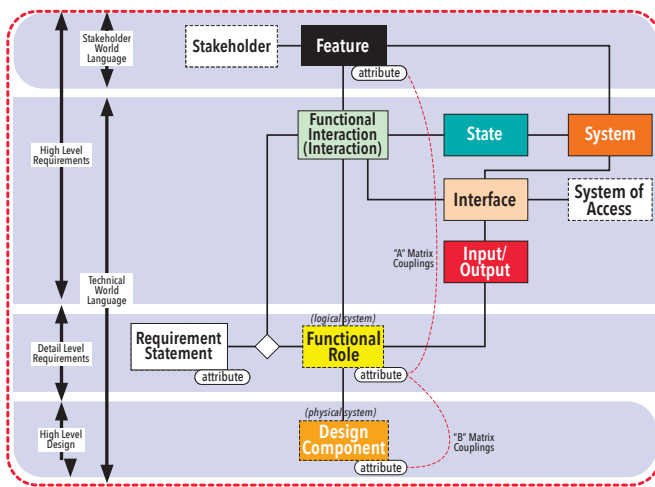 Stakeholder
World
Language
Stakeholder
Feature
attribute
High Level
Requirements
Functional
Interaction
(Interaction)
State
System
Interface
System of
Access
"A" Matrix
Couplings
Input/
Output
Technical
World
Language
(logical system)
Detail Level
Requirements
Requirement
Statement
attribute
Functional
Role
attribute
(physical system)
High Level
Design
Design
Component
attribute
"B" Matrix
Couplings